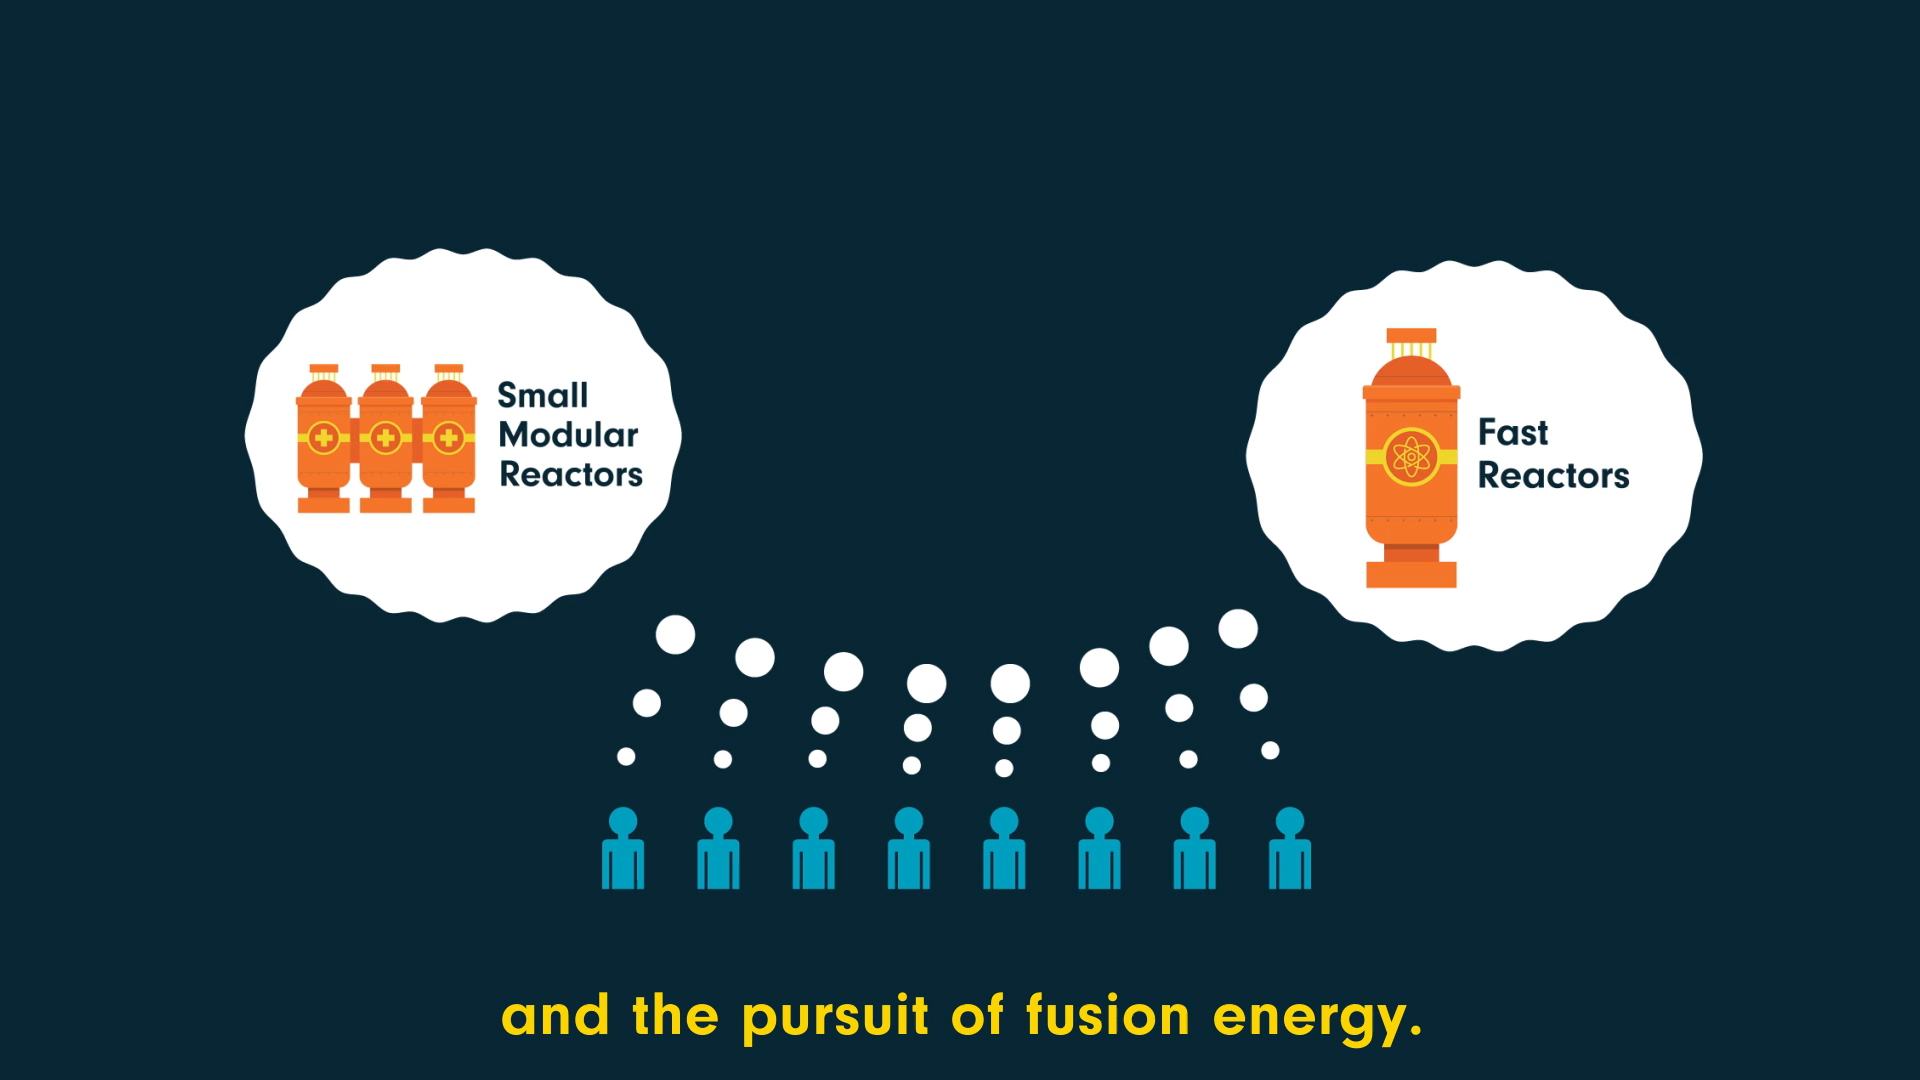 Small
Modular
Reactors
Fast
Reactors
and the pursuit of fusion energy.